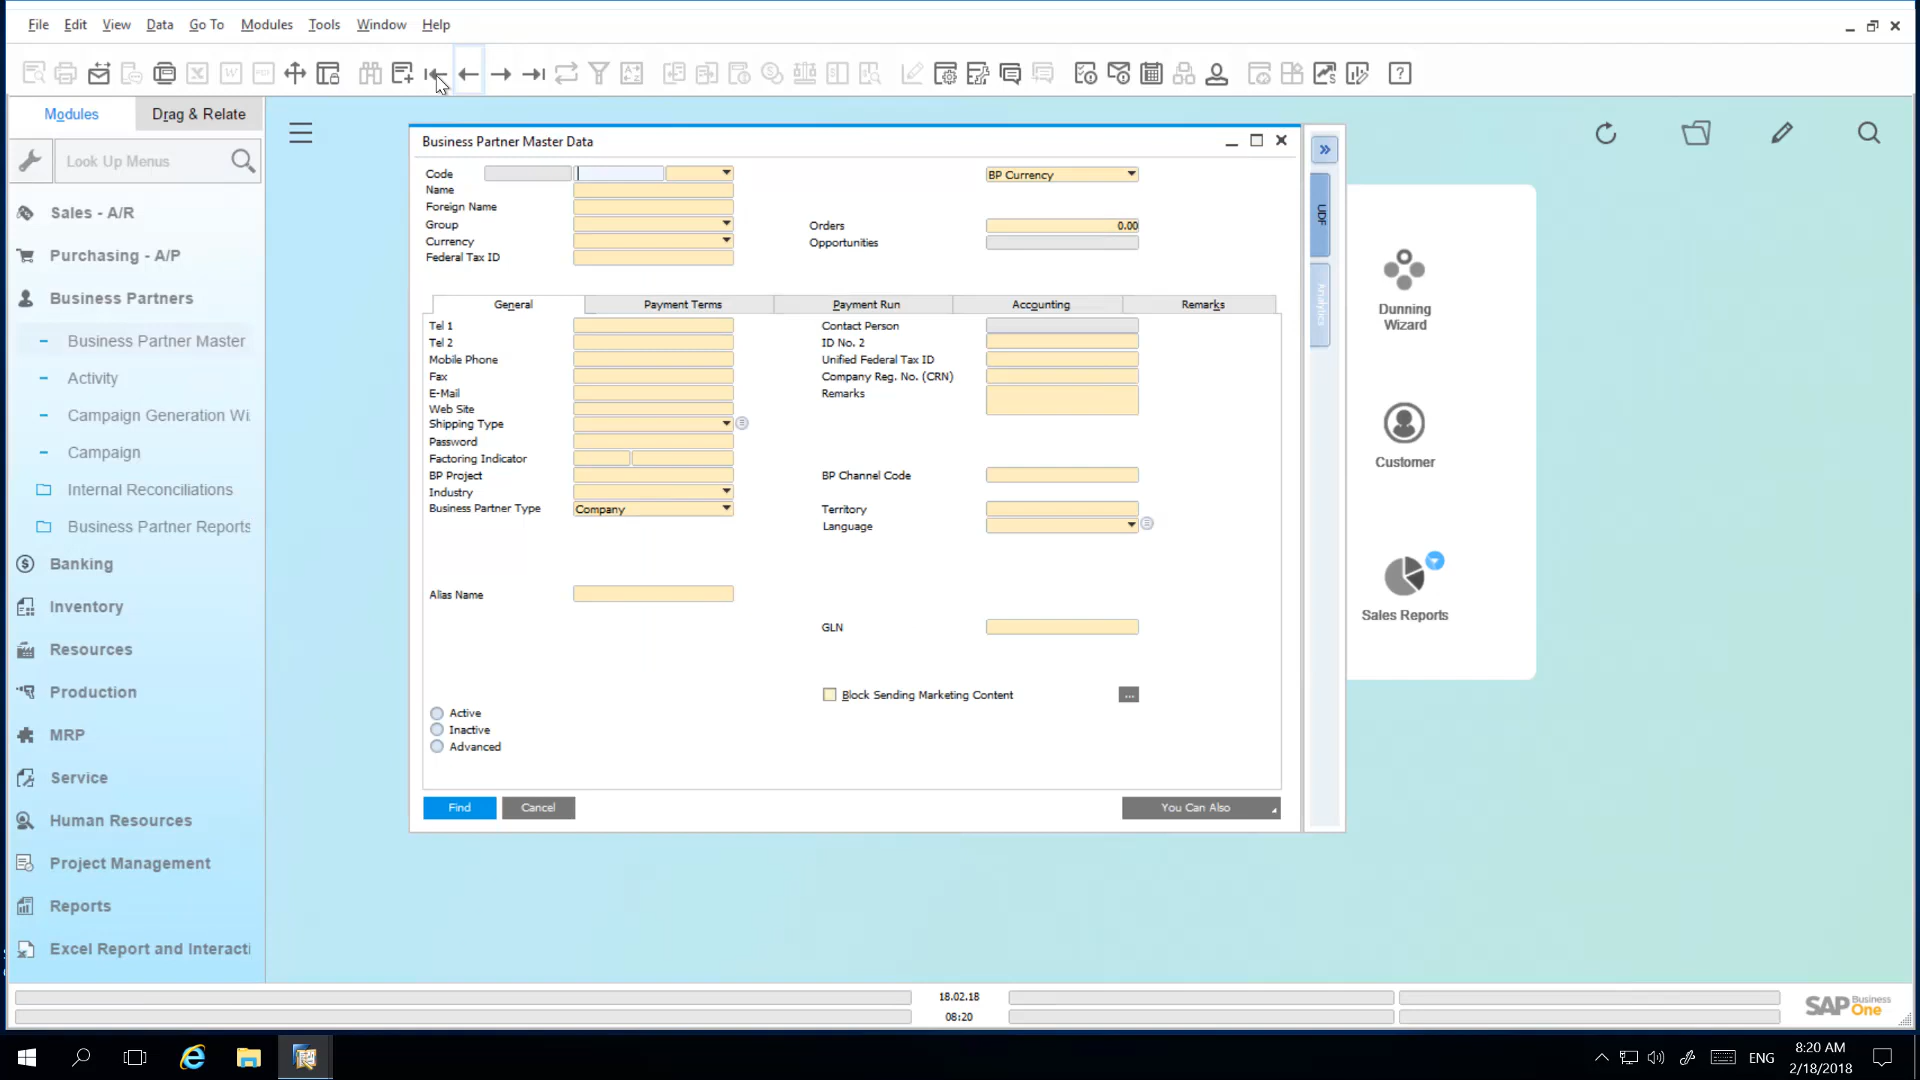 File Edit View Data Go To Modules Tools Window Help
Modules Drag & Relate
Look Up Menus
Sales - A/R
Purchasing - A/P
Business Partners
Business Partner Master
Activity
Campaign Generation Wi
Campaign
Internal Reconciliations
Business Partner Reports
Banking
Inventory
Resources
Production
MRP
Service
Human Resources
Project Management
Reports
Excel Report and Interacti
Business Partner Master Data
Code BP Currency
Name
Foreign Name
Group Orders 0.00
Currency Opportunities
Federal Tax ID
General Payment Terms Payment Run Accounting Remarks
Tel 1 Contact Person
Tel 2 ID No. 2
Mobile Phone Unified Federal Tax ID
Fax Company Reg. No. (CRN)
E-Mail Remarks
Web Site
Shipping Type
Password
Factoring Indicator
BP Project BP Channel Code
Industry
Business Partner Type Company Territory
Language
Alias Name
GLN
Block Sending Marketing Content ...
Active
Inactive
Advanced
Find Cancel You Can Also
UDF
Analytics
Dunning
Wizard
Customer
Sales Reports
18.02.18
08:20
SAP Business One
ENG
8:20 AM
2/18/2018